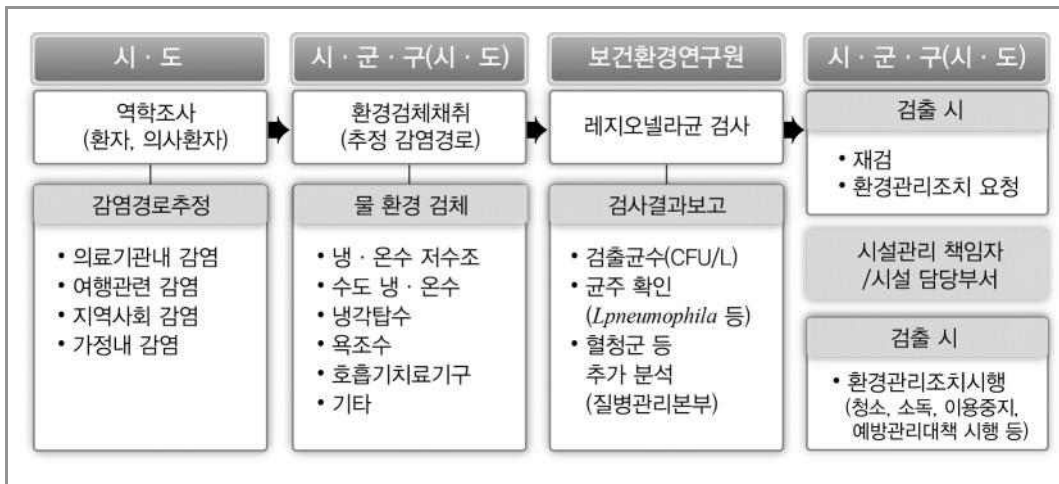 시 · 도
역학조사
(환자, 의사환자)
감염경로추정
• 의료기관내 감염
• 여행관련 감염
• 지역사회 감염
• 가정내 감염
시 · 군 · 구(시 · 도)
환경검체채취
(추정 감염경로)
물 환경 검체
• 냉 · 온수 저수조
• 수도 냉 · 온수
• 냉각탑수
• 욕조수
• 호흡기치료기구
• 기타
보건환경연구원
레지오넬라균 검사
검사결과보고
• 검출균수(CFU/L)
• 균주 확인
(Lpneumophila 등)
• 혈청군 등
추가 분석
(질병관리본부)
시 · 군 · 구(시 · 도)
검출 시
• 재검
• 환경관리조치 요청
시설관리 책임자
/시설 담당부서
검출 시
• 환경관리조치시행
(청소, 소독, 이용중지,
예방관리대책 시행 등)